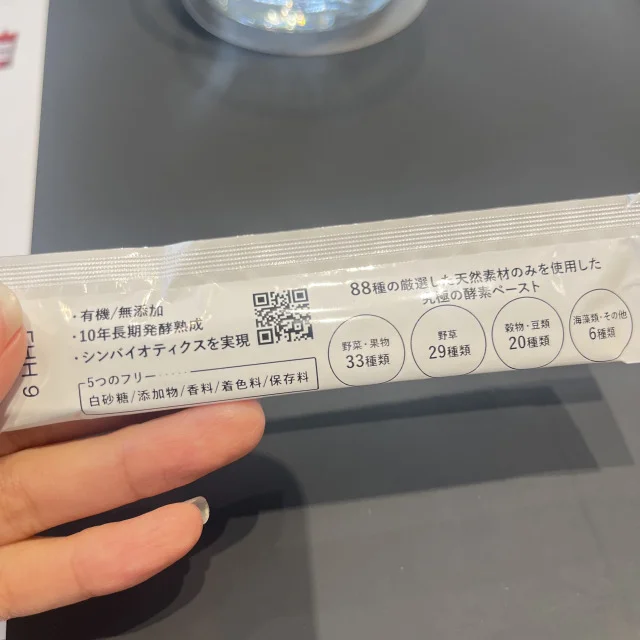 ・有機/無添加
・10年長期発酵熟成
・シンバイオティクスを実現
5つのフリー
白砂糖/添加物/香料/着色料/保存料
88種の厳選した天然素材のみを使用した
究極の酵素ペースト
野菜・果物
33種類
野草
29種類
穀物・豆類
20種類
海藻類・その他
6種類